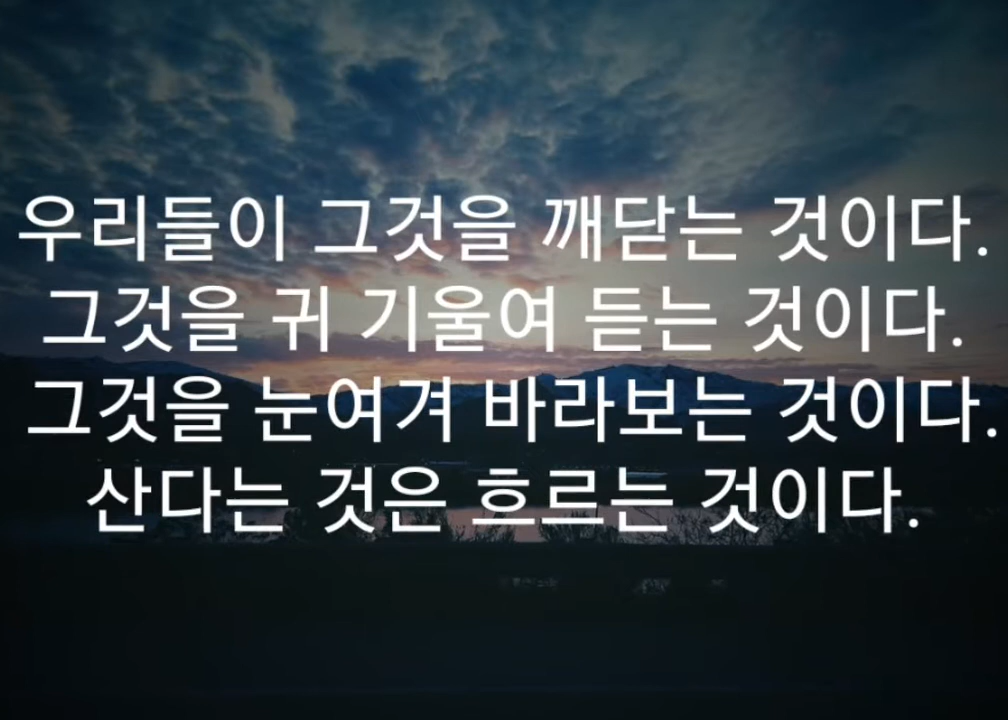 우리들이 그것을 깨닫는 것이다.
그것을 귀 기울여 듣는 것이다.
그것을 눈여겨 바라보는 것이다.
산다는 것은 흐르는 것이다.